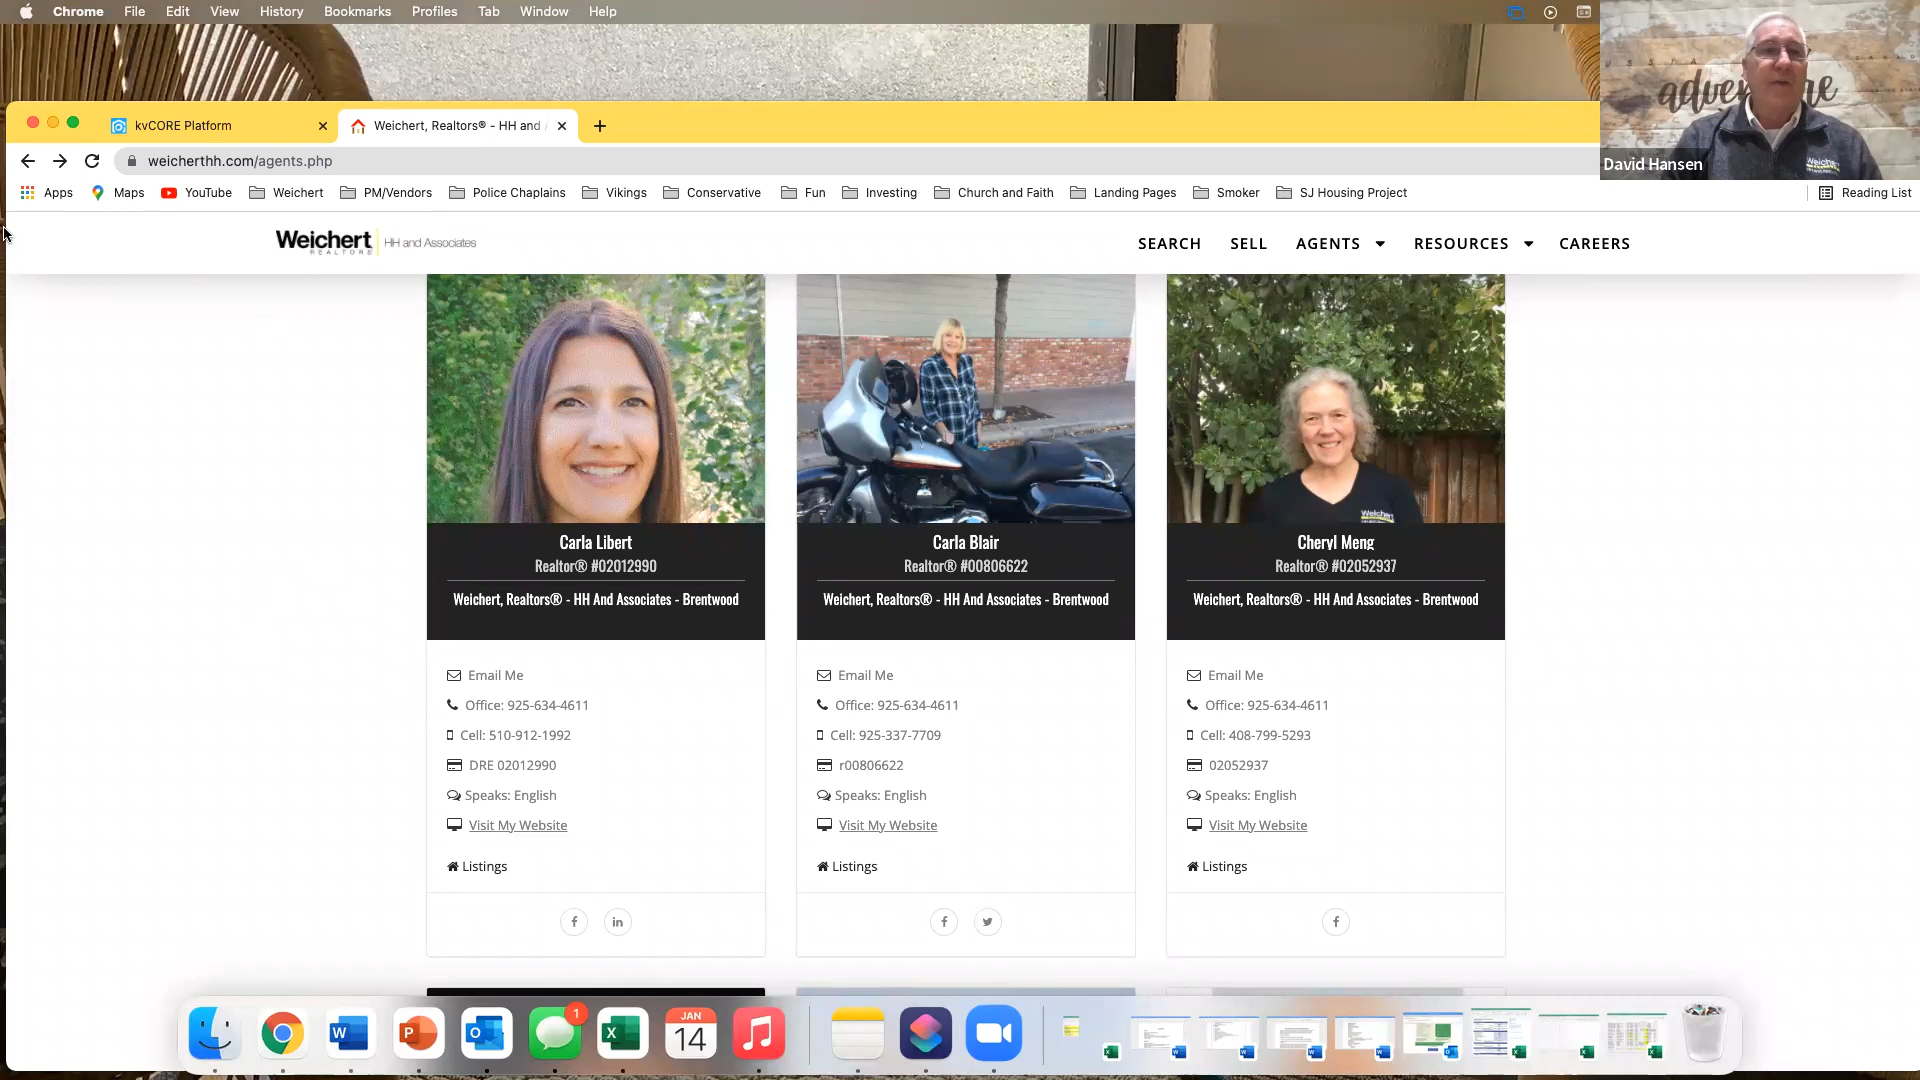 Chrome File Edit View History Bookmarks Profiles Tab Window Help
adventure
David Hansen
Weichert
kvCORE Platform
Weichert, Realtors® - HH and
weicherthh.com/agents.php
Apps Maps YouTube Weichert PM/Vendors Police Chaplains Vikings Conservative Fun Investing Church and Faith Landing Pages Smoker SJ Housing Project Reading List
Weichert REALTORS HH and Associates
SEARCH SELL AGENTS RESOURCES CAREERS
Weichert
Carla Libert
Realtor® #02012990
Weichert, Realtors® - HH And Associates - Brentwood
Email Me
Office: 925-634-4611
Cell: 510-912-1992
DRE 02012990
Speaks: English
Visit My Website
Listings
Carla Blair
Realtor® #00806622
Weichert, Realtors® - HH And Associates - Brentwood
Email Me
Office: 925-634-4611
Cell: 925-337-7709
r00806622
Speaks: English
Visit My Website
Listings
Cheryl Meng
Realtor® #02052937
Weichert, Realtors® - HH And Associates - Brentwood
Email Me
Office: 925-634-4611
Cell: 408-799-5293
02052937
Speaks: English
Visit My Website
Listings
1
JAN
14